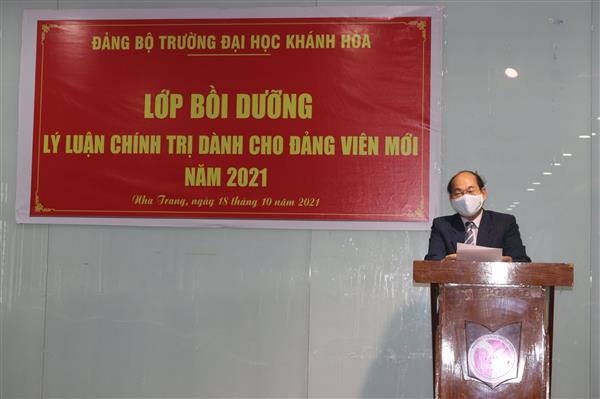 ĐẢNG BỘ TRƯỜNG ĐẠI HỌC KHÁNH HÒA
LỚP BỒI DƯỠNG
LÝ LUẬN CHÍNH TRỊ DÀNH CHO ĐẢNG VIÊN MỚI
NĂM 2021
Nha Trang, ngày 18 tháng 10 năm 2021